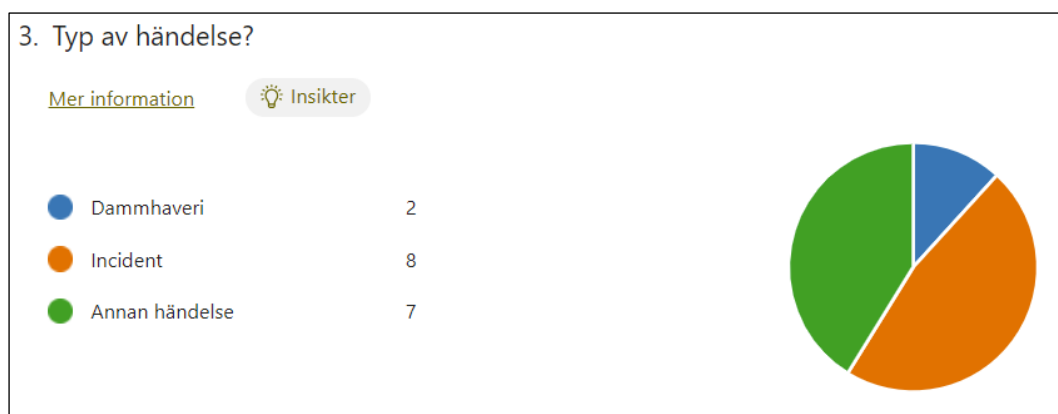 3. Typ av händelse?
Mer information Insikter
Dammhaveri 2
Incident 8
Annan händelse 7